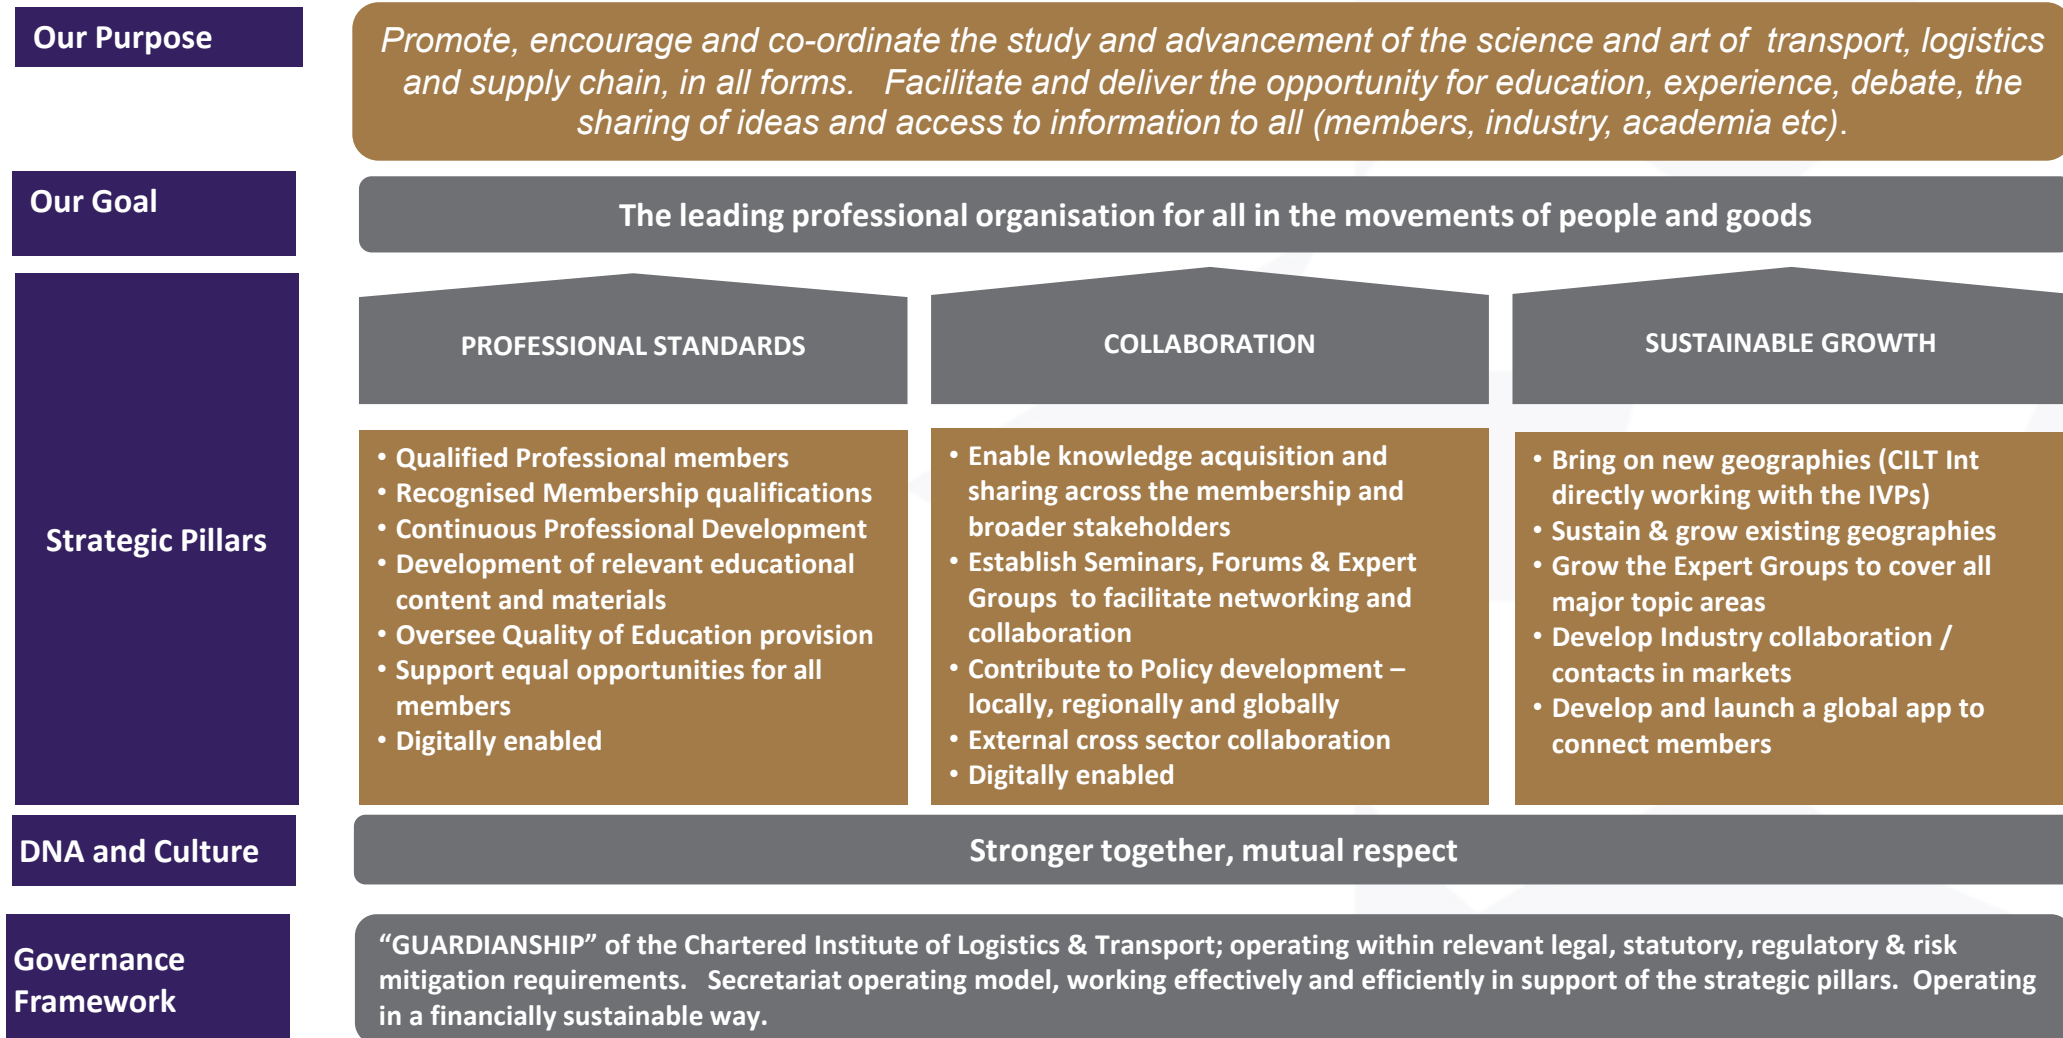 Our Purpose
Promote, encourage and co-ordinate the study and advancement of the science and art of  transport, logistics
and supply chain, in all forms.   Facilitate and deliver the opportunity for education, experience, debate, the
sharing of ideas and access to information to all (members, industry, academia etc).
Our Goal
The leading professional organisation for all in the movements of people and goods
Strategic Pillars
PROFESSIONAL STANDARDS
• Qualified Professional members
• Recognised Membership qualifications
• Continuous Professional Development
• Development of relevant educational
content and materials
• Oversee Quality of Education provision
• Support equal opportunities for all
members
• Digitally enabled
COLLABORATION
• Enable knowledge acquisition and
sharing across the membership and
broader stakeholders
• Establish Seminars, Forums & Expert
Groups  to facilitate networking and
collaboration
• Contribute to Policy development –
locally, regionally and globally
• External cross sector collaboration
• Digitally enabled
SUSTAINABLE GROWTH
• Bring on new geographies (CILT Int
directly working with the IVPs)
• Sustain & grow existing geographies
• Grow the Expert Groups to cover all
major topic areas
• Develop Industry collaboration /
contacts in markets
• Develop and launch a global app to
connect members
DNA and Culture
Stronger together, mutual respect
Governance
Framework
“GUARDIANSHIP” of the Chartered Institute of Logistics & Transport; operating within relevant legal, statutory, regulatory & risk
mitigation requirements.   Secretariat operating model, working effectively and efficiently in support of the strategic pillars.  Operating
in a financially sustainable way.